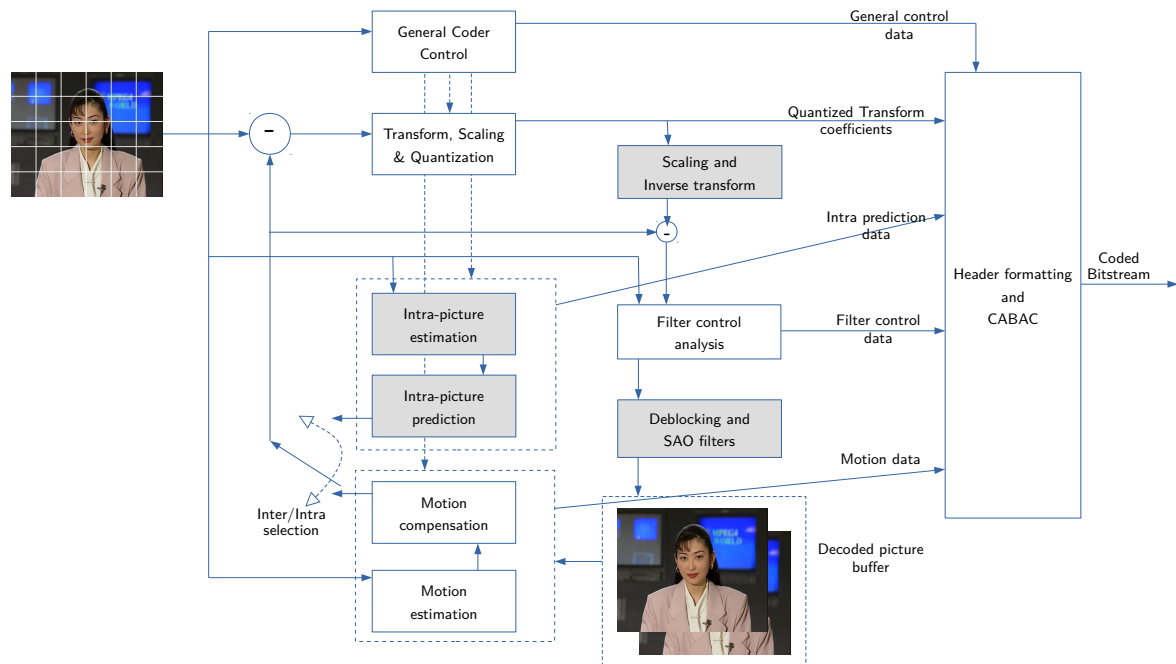 General Coder
Control
General control
data
Transform, Scaling
& Quantization
Quantized Transform
coefficients
Scaling and
Inverse transform
Intra prediction
data
Header formatting
and
CABAC
Coded
Bitstream
Intra-picture
estimation
Filter control
analysis
Filter control
data
Intra-picture
prediction
Deblocking and
SAO filters
Motion data
Inter/Intra
selection
Motion
compensation
Motion
estimation
Decoded picture
buffer
MPEG4
WORLD
-
-